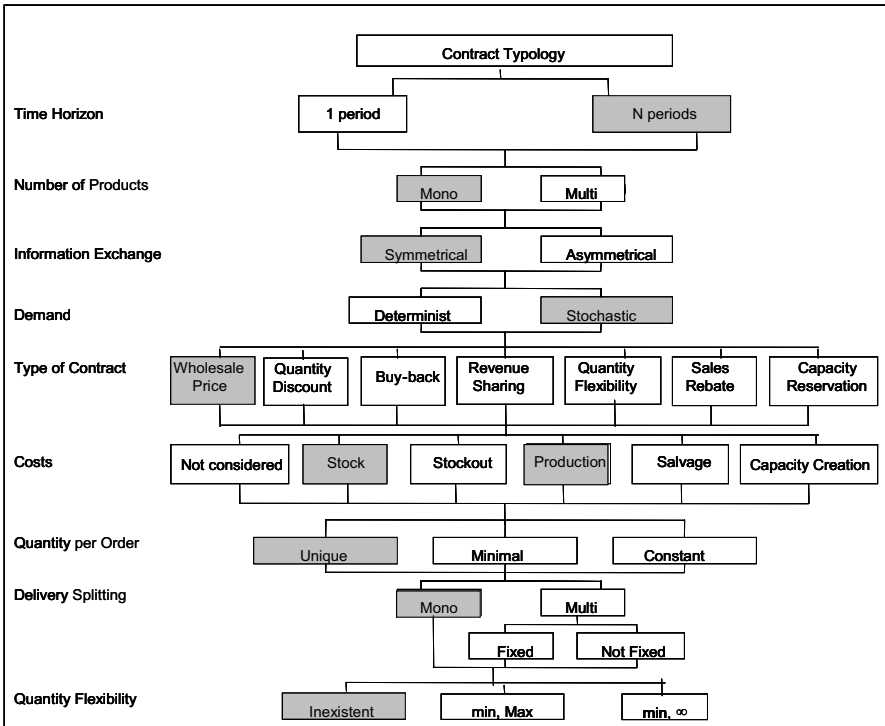 Contract Typology
Time Horizon
1 period
N periods
Number of Products
Mono
Multi
Information Exchange
Symmetrical
Asymmetrical
Demand
Determinist
Stochastic
Type of Contract
Wholesale
Price
Quantity
Discount
Buy-back
Revenue
Sharing
Quantity
Flexibility
Sales
Rebate
Capacity
Reservation
Costs
Not considered
Stock
Stockout
Production
Salvage
Capacity Creation
Quantity per Order
Unique
Minimal
Constant
Delivery Splitting
Mono
Multi
Fixed
Not Fixed
Quantity Flexibility
Inexistent
min, Max
min, ∞